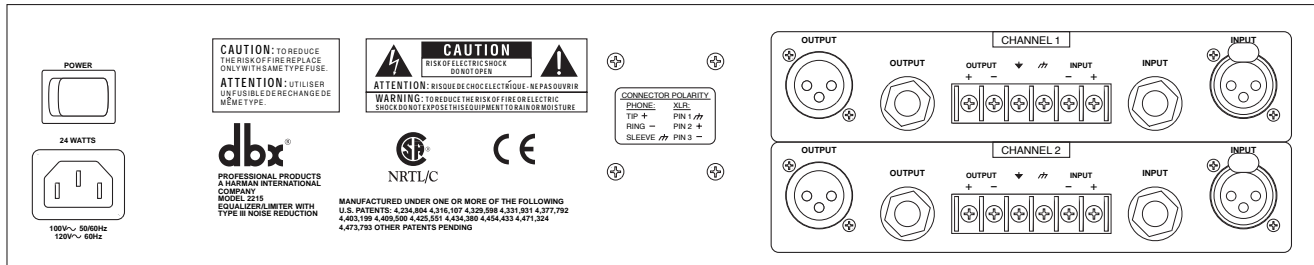 POWER
24 WATTS
100V～ 50/60Hz
120V～ 60Hz
CAUTION: TO REDUCE
THE RISK OF FIRE REPLACE
ONLY WITH SAME TYPE FUSE.
ATTENTION: UTILISER
UN FUSIBLE DE RECHANGE DE
MÊME TYPE.
CAUTION
RISK OF ELECTRIC SHOCK
DO NOT OPEN
ATTENTION: RISQUE DE CHOC ELECTRÍQUE - NE PAS OUVRIR
WARNING: TO REDUCE THE RISK OF FIRE OR ELECTRIC
SHOCK DO NOT EXPOSE THIS EQUIPMENT TO RAIN OR MOISTURE
dbx®
PROFESSIONAL PRODUCTS
A HARMAN INTERNATIONAL
COMPANY
MODEL 2215
EQUALIZER/LIMITER WITH
TYPE III NOISE REDUCTION
SA®
NRTL/C
CE
MANUFACTURED UNDER ONE OR MORE OF THE FOLLOWING
U.S. PATENTS: 4,234,804 4,316,107 4,329,598 4,331,931 4,377,792
4,403,199 4,409,500 4,425,551 4,434,380 4,454,433 4,471,324
4,473,793 OTHER PATENTS PENDING
CONNECTOR POLARITY
PHONE: XLR:
TIP + PIN 1
RING − PIN 2 +
SLEEVE PIN 3 −
CHANNEL 1
OUTPUT
OUTPUT
OUTPUT INPUT
+ − − +
INPUT
INPUT
CHANNEL 2
OUTPUT
OUTPUT
OUTPUT INPUT
+ − − +
INPUT
INPUT